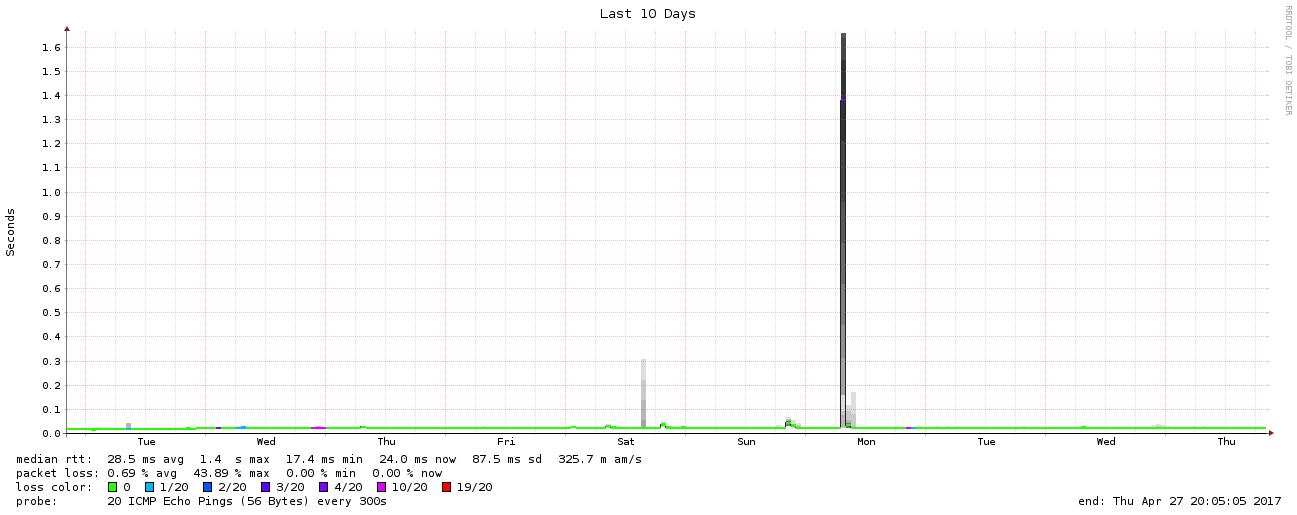 Last 10 Days
RRDTOOL / TOBI OETIKER
Seconds
1.6
1.5
1.4
1.3
1.2
1.1
1.0
0.9
0.8
0.7
0.6
0.5
0.4
0.3
0.2
0.1
0.0
Tue Wed Thu Fri Sat Sun Mon Tue Wed Thu
median rtt: 28.5 ms avg 1.4 s max 17.4 ms min 24.0 ms now 87.5 ms sd 325.7 m am/s
packet loss: 0.69 % avg 43.89 % max 0.00 % min 0.00 % now
loss color: 0 1/20 2/20 3/20 4/20 10/20 19/20
probe: 20 ICMP Echo Pings (56 Bytes) every 300s end: Thu Apr 27 20:05:05 2017